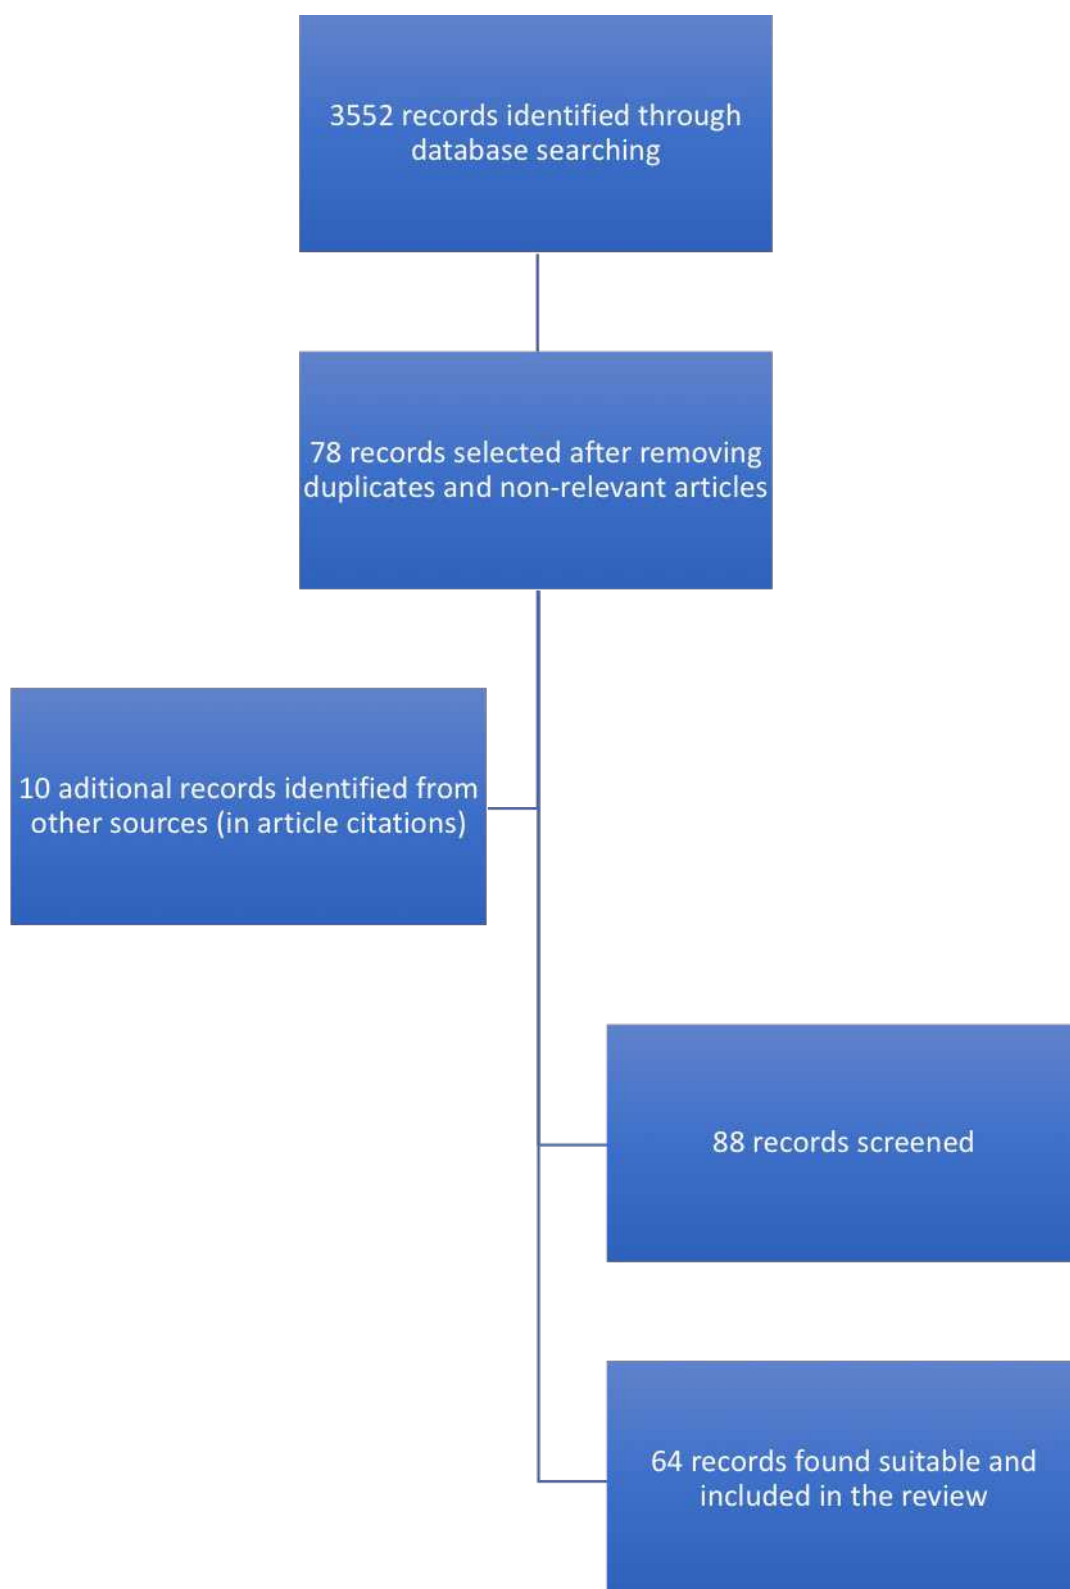 3552 records identified through
database searching
78 records selected after removing
duplicates and non-relevant articles
10 aditional records identified from
other sources (in article citations)
88 records screened
64 records found suitable and
included in the review